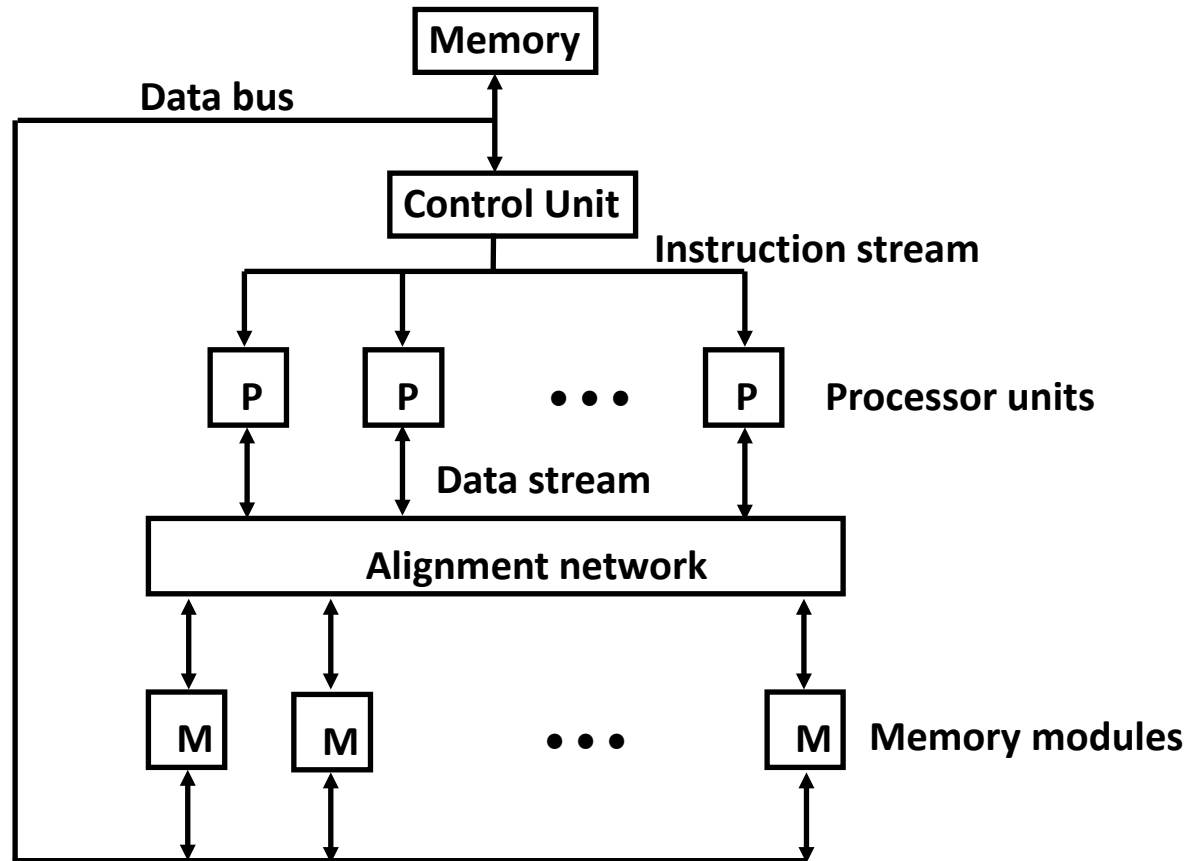 Memory
Data bus
Control Unit
Instruction stream
P P P Processor units
Data stream
Alignment network
M M M Memory modules